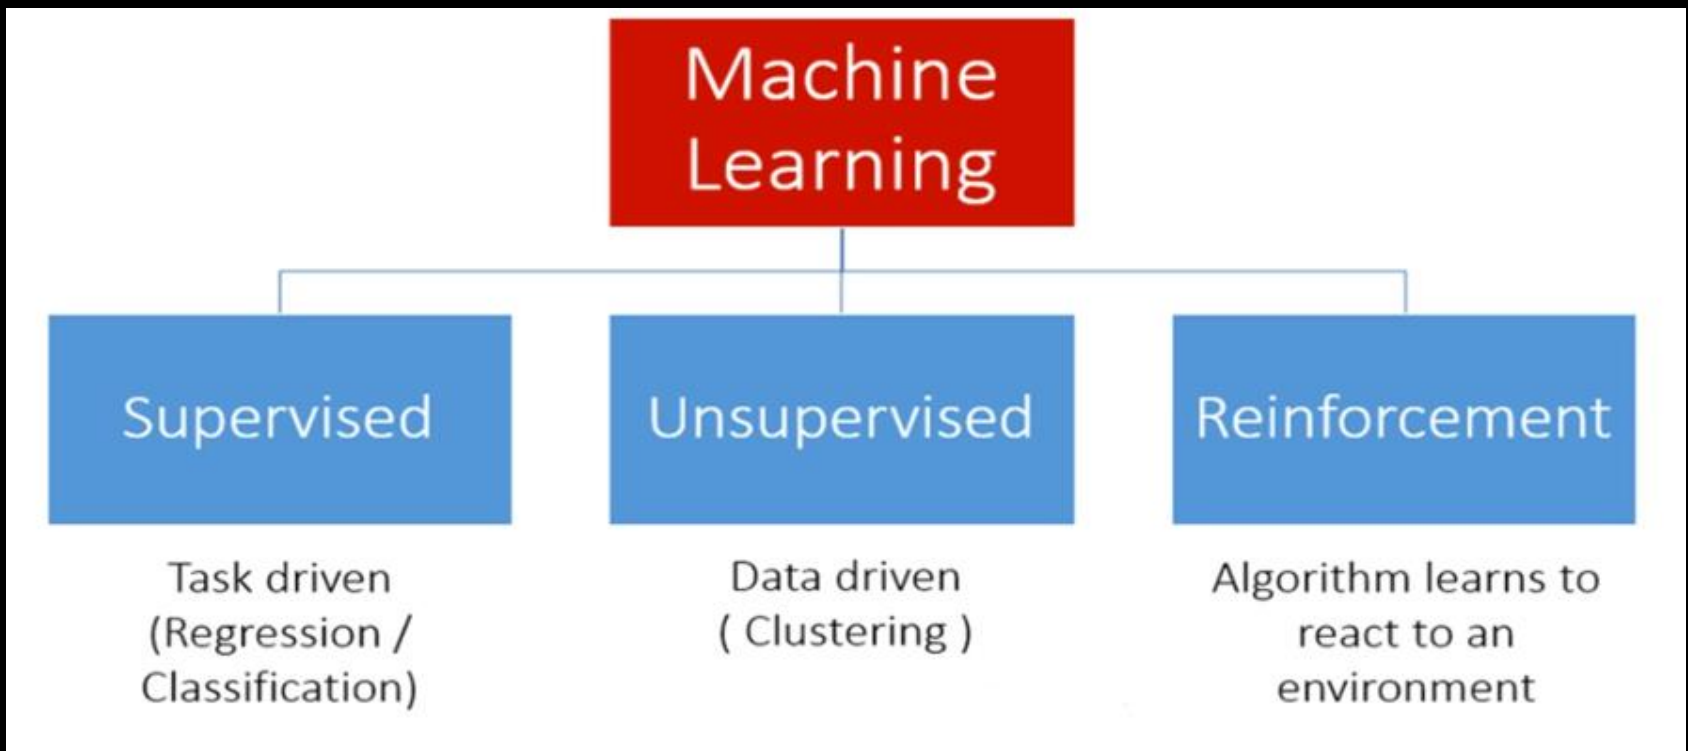 Machine
Learning
Supervised
Unsupervised
Reinforcement
Task driven
(Regression /
Classification)
Data driven
( Clustering )
Algorithm learns to
react to an
environment